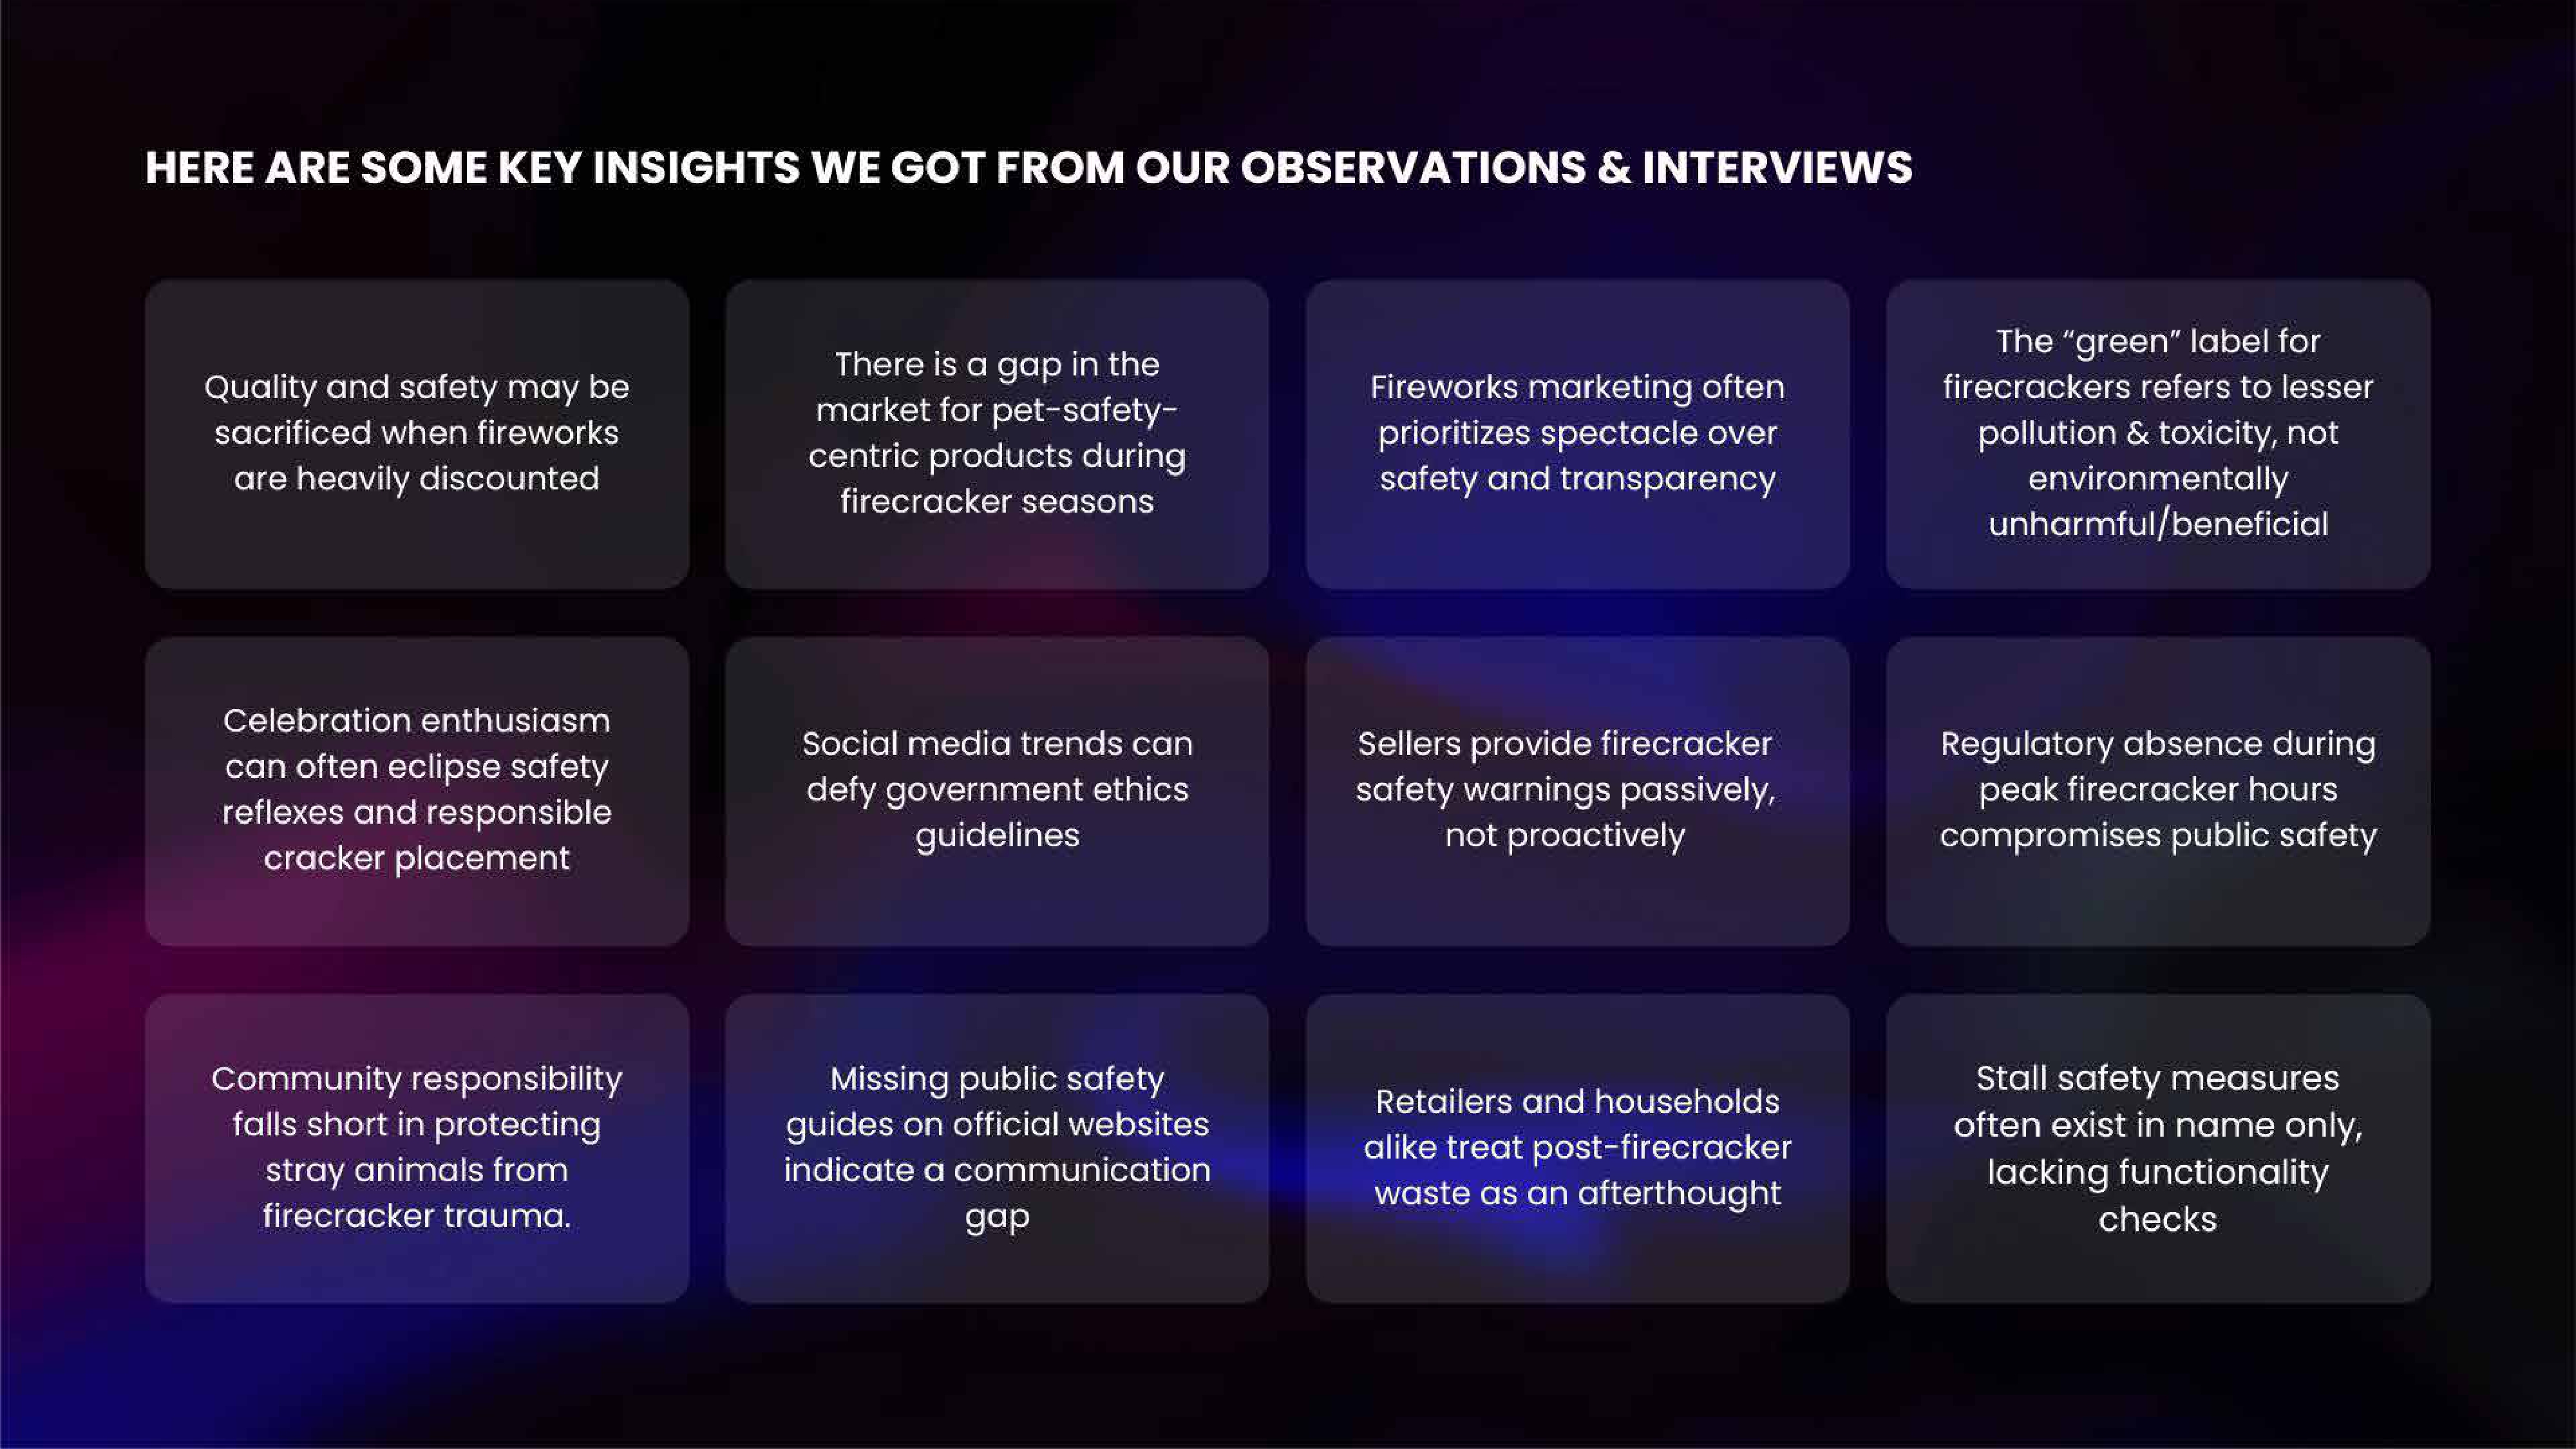 HERE ARE SOME KEY INSIGHTS WE GOT FROM OUR OBSERVATIONS & INTERVIEWS
Quality and safety may be
sacrificed when fireworks
are heavily discounted
There is a gap in the
market for pet-safety-
centric products during
firecracker seasons
Fireworks marketing often
prioritizes spectacle over
safety and transparency
The “green” label for
firecrackers refers to lesser
pollution & toxicity, not
environmentally
unharmful/beneficial
Celebration enthusiasm
can often eclipse safety
reflexes and responsible
cracker placement
Social media trends can
defy government ethics
guidelines
Sellers provide firecracker
safety warnings passively,
not proactively
Regulatory absence during
peak firecracker hours
compromises public safety
Community responsibility
falls short in protecting
stray animals from
firecracker trauma.
Missing public safety
guides on official websites
indicate a communication
gap
Retailers and households
alike treat post-firecracker
waste as an afterthought
Stall safety measures
often exist in name only,
lacking functionality
checks